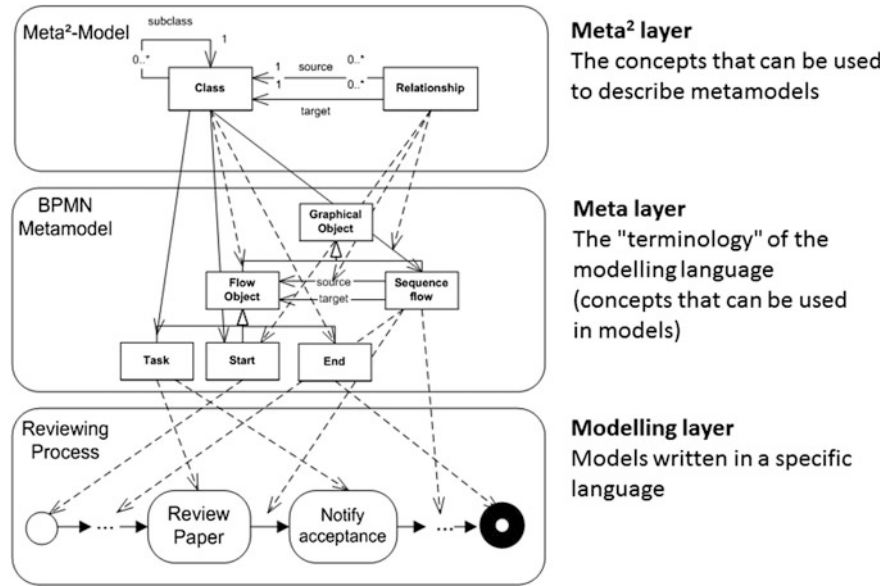 subclass
Meta²-Model
1
0..*
1
source
0..*
1
0..*
Class
Relationship
target
Meta² layer
The concepts that can be used
to describe metamodels
BPMN
Metamodel
Graphical
Object
Flow
Object
source
target
Sequence
flow
Task
Start
End
Meta layer
The "terminology" of the
modelling language
(concepts that can be used
in models)
Reviewing
Process
...
Review
Paper
Notify
acceptance
...
Modelling layer
Models written in a specific
language